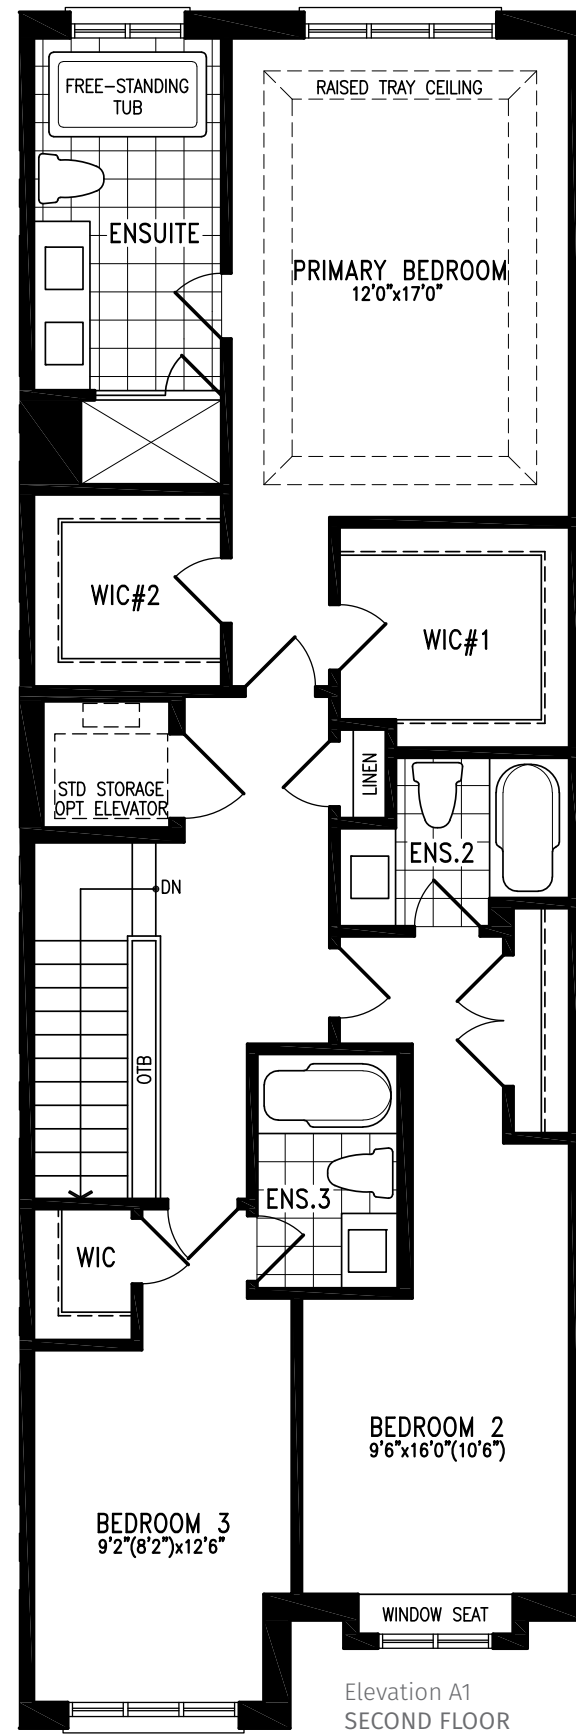 FREE-STANDING
TUB
RAISED TRAY CEILING
ENSUITE
PRIMARY BEDROOM
12'0"x17'0"
WIC#2
WIC#1
LINEN
STD STORAGE
OPT ELEVATOR
ENS.2
DN
OTB
ENS.3
WIC
BEDROOM 2
9'6"x16'0"(10'6")
BEDROOM 3
9'2"(8'2")x12'6"
WINDOW SEAT
Elevation A1
SECOND FLOOR